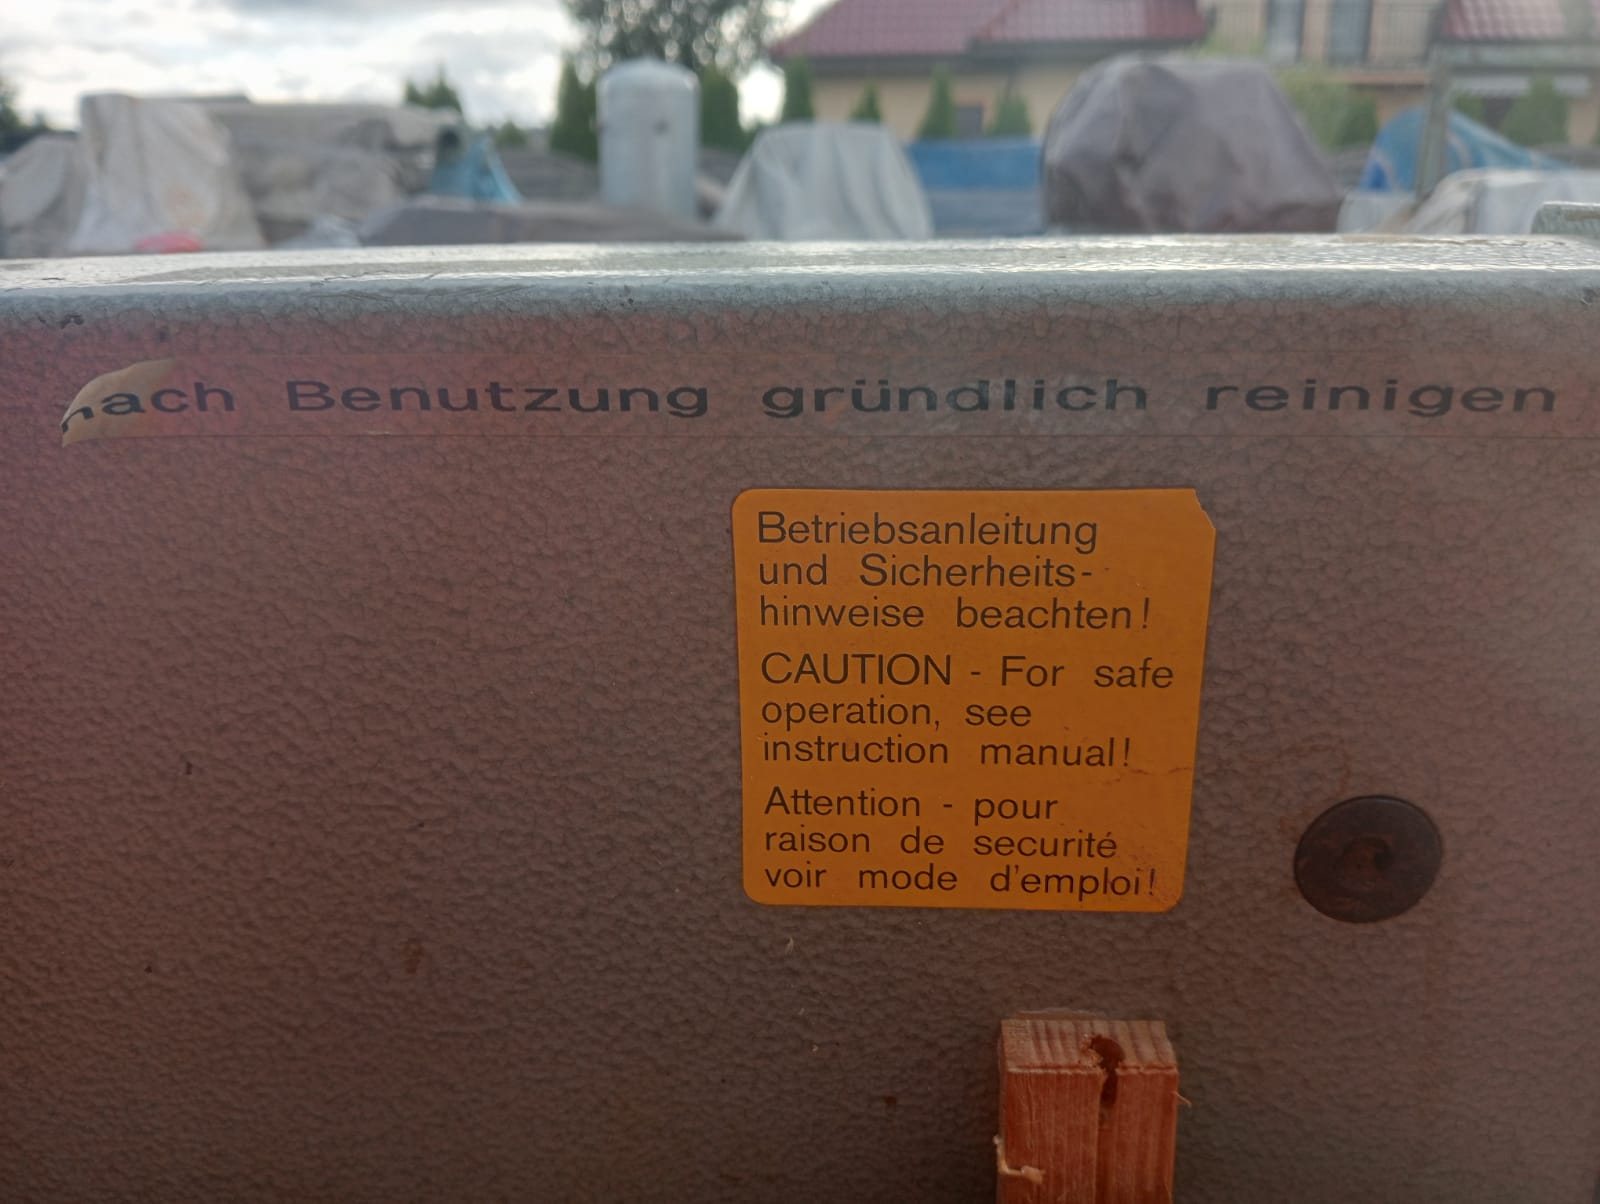 nach Benutzung gründlich reinigen
Betriebsanleitung
und Sicherheits-
hinweise beachten!
CAUTION - For safe
operation, see
instruction manual!
Attention - pour
raison de securité
voir mode d'emploi!